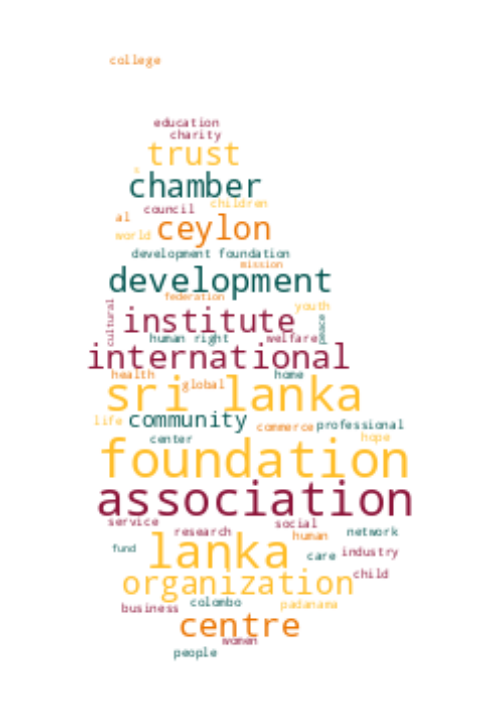 college
education
charity
trust
chamber
council children
al ceylon
world
development foundation
mission
development
federation
cultural institute youth peace
human right welfare
international
health home
global
sri lanka
life community commerce professional
center hope
foundation
association
service social
research human network
fund lanka care industry
child
organization
business colombo padanama
centre
women
people